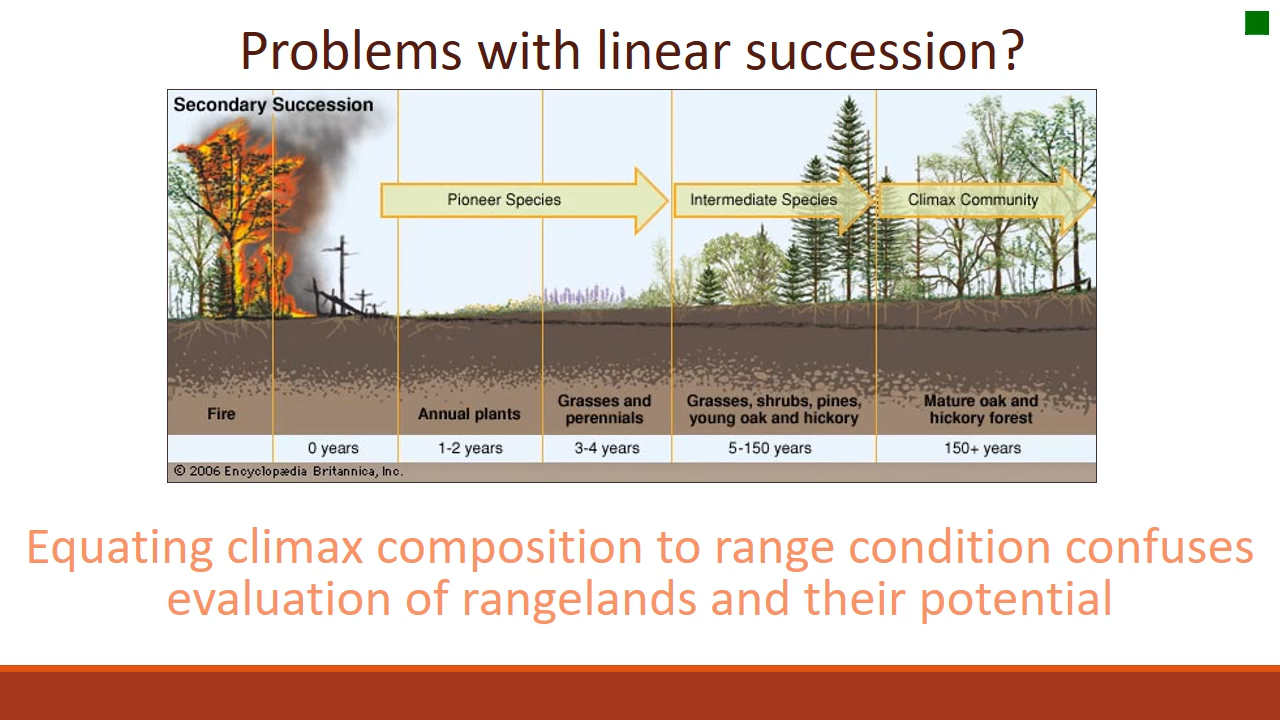 Problems with linear succession?
Secondary Succession
Pioneer Species
Intermediate Species
Climax Community
Fire
Annual plants
Grasses and
perennials
Grasses, shrubs, pines,
young oak and hickory
Mature oak and
hickory forest
0 years
1-2 years
3-4 years
5-150 years
150+ years
© 2006 Encyclopædia Britannica, Inc.
Equating climax composition to range condition confuses
evaluation of rangelands and their potential